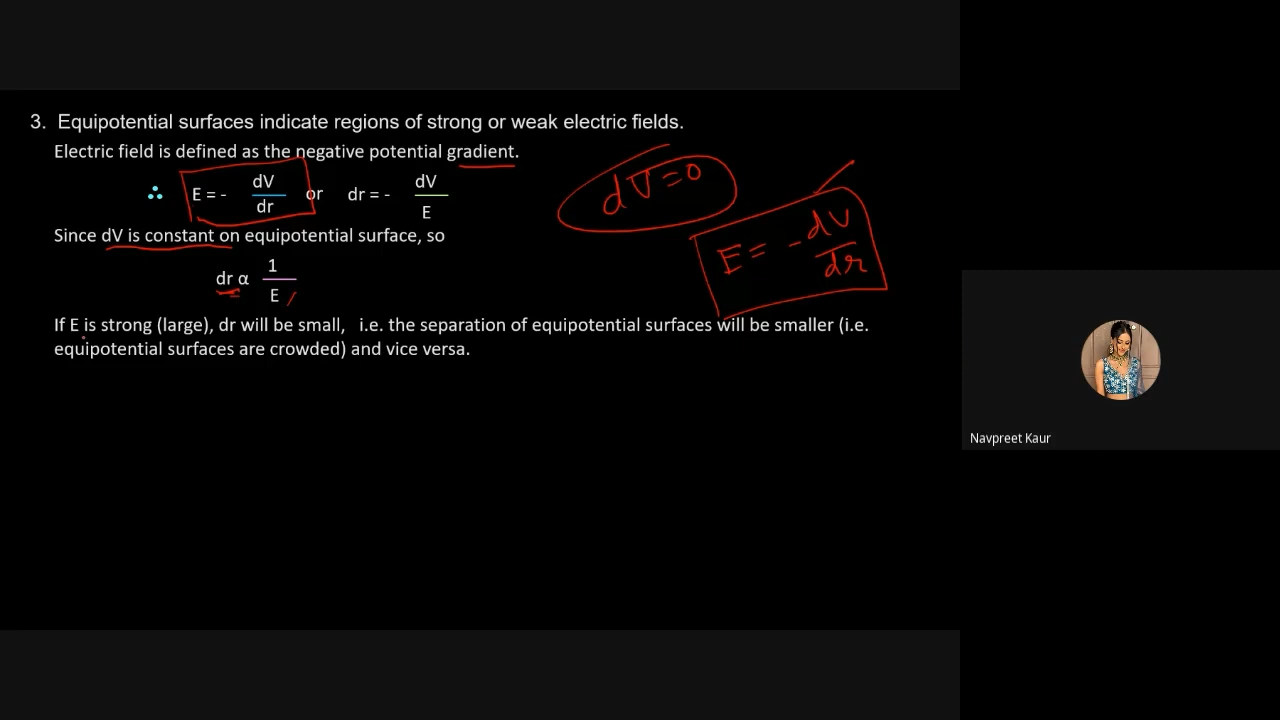 3. Equipotential surfaces indicate regions of strong or weak electric fields.
Electric field is defined as the negative potential gradient.
∴ E = - dV/dr or dr = - dV/E
dV=0
E = - dV/dr
Since dV is constant on equipotential surface, so
dr α 1/E
If E is strong (large), dr will be small, i.e. the separation of equipotential surfaces will be smaller (i.e.
equipotential surfaces are crowded) and vice versa.
Navpreet Kaur